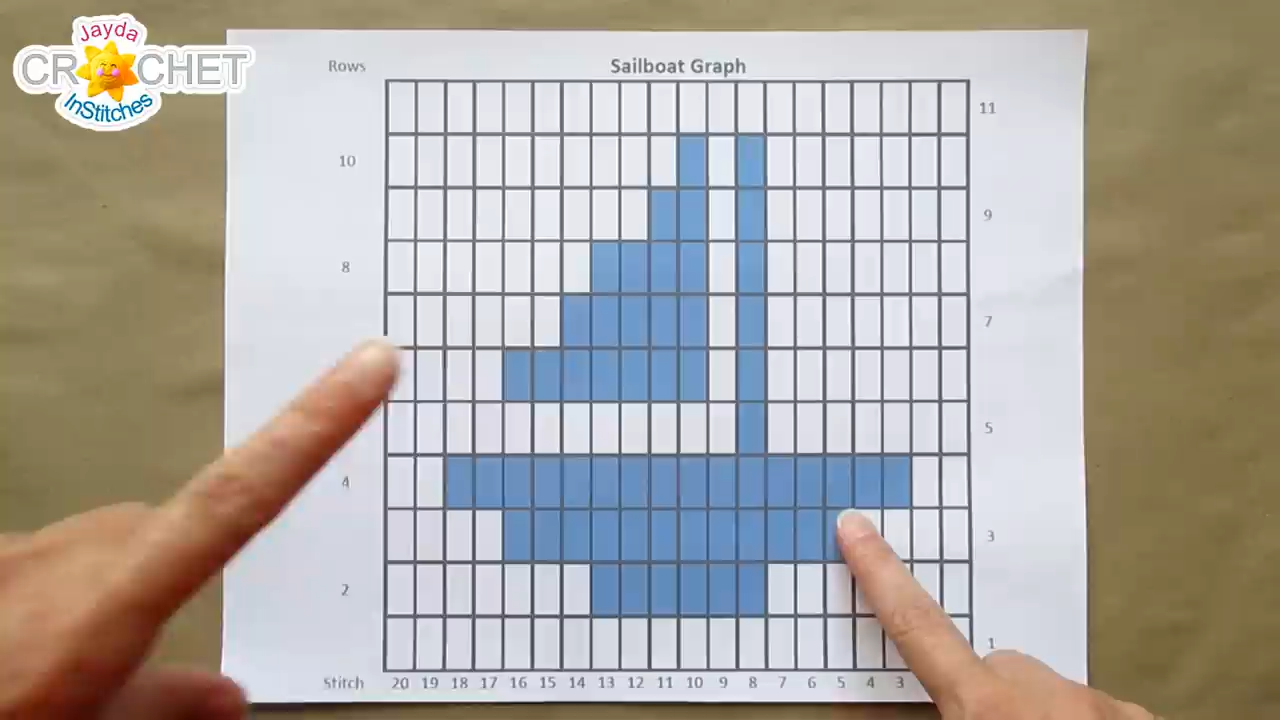 Jayda
CROCHET
InStitches
Rows
Sailboat Graph
11
10
9
8
7
5
4
3
2
1
Stitch 20 19 18 17 16 15 14 13 12 11 10 9 8 7 6 5 4 3